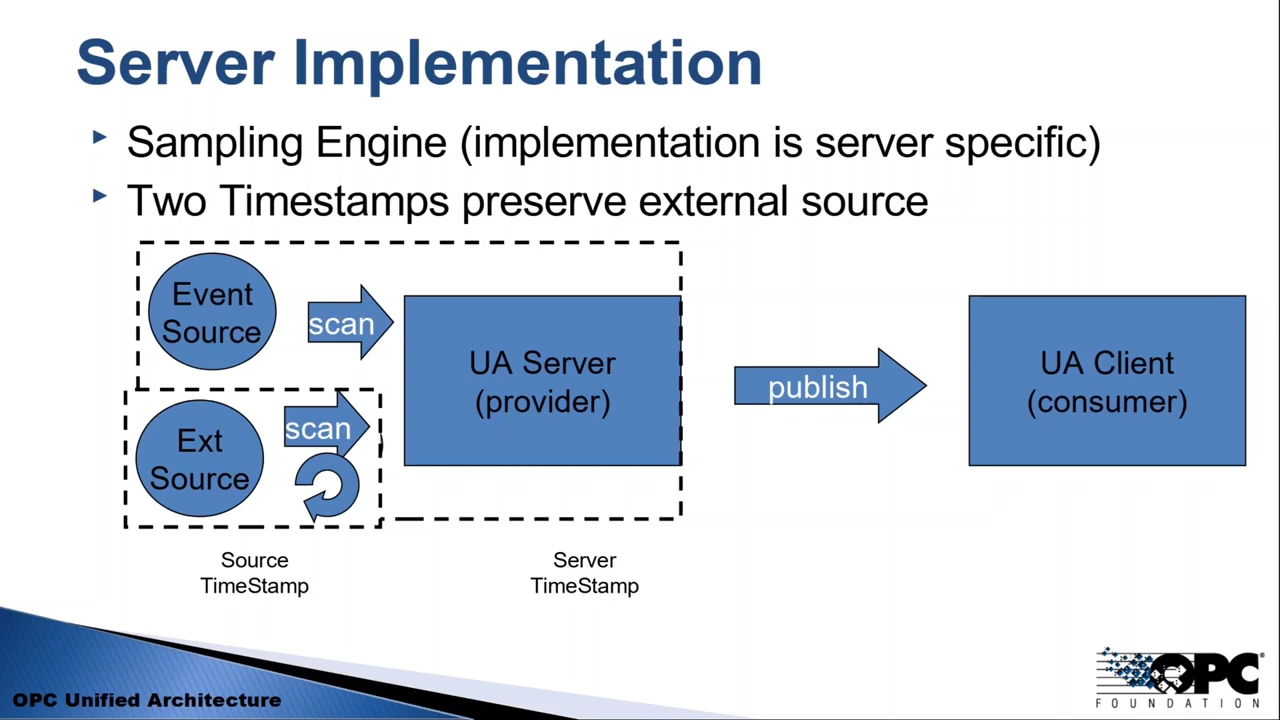 Server Implementation
Sampling Engine (implementation is server specific)
Two Timestamps preserve external source
Event
Source
scan
UA Server
(provider)
publish
UA Client
(consumer)
Ext
Source
scan
Source
TimeStamp
Server
TimeStamp
OPC Unified Architecture
OPC®
FOUNDATION